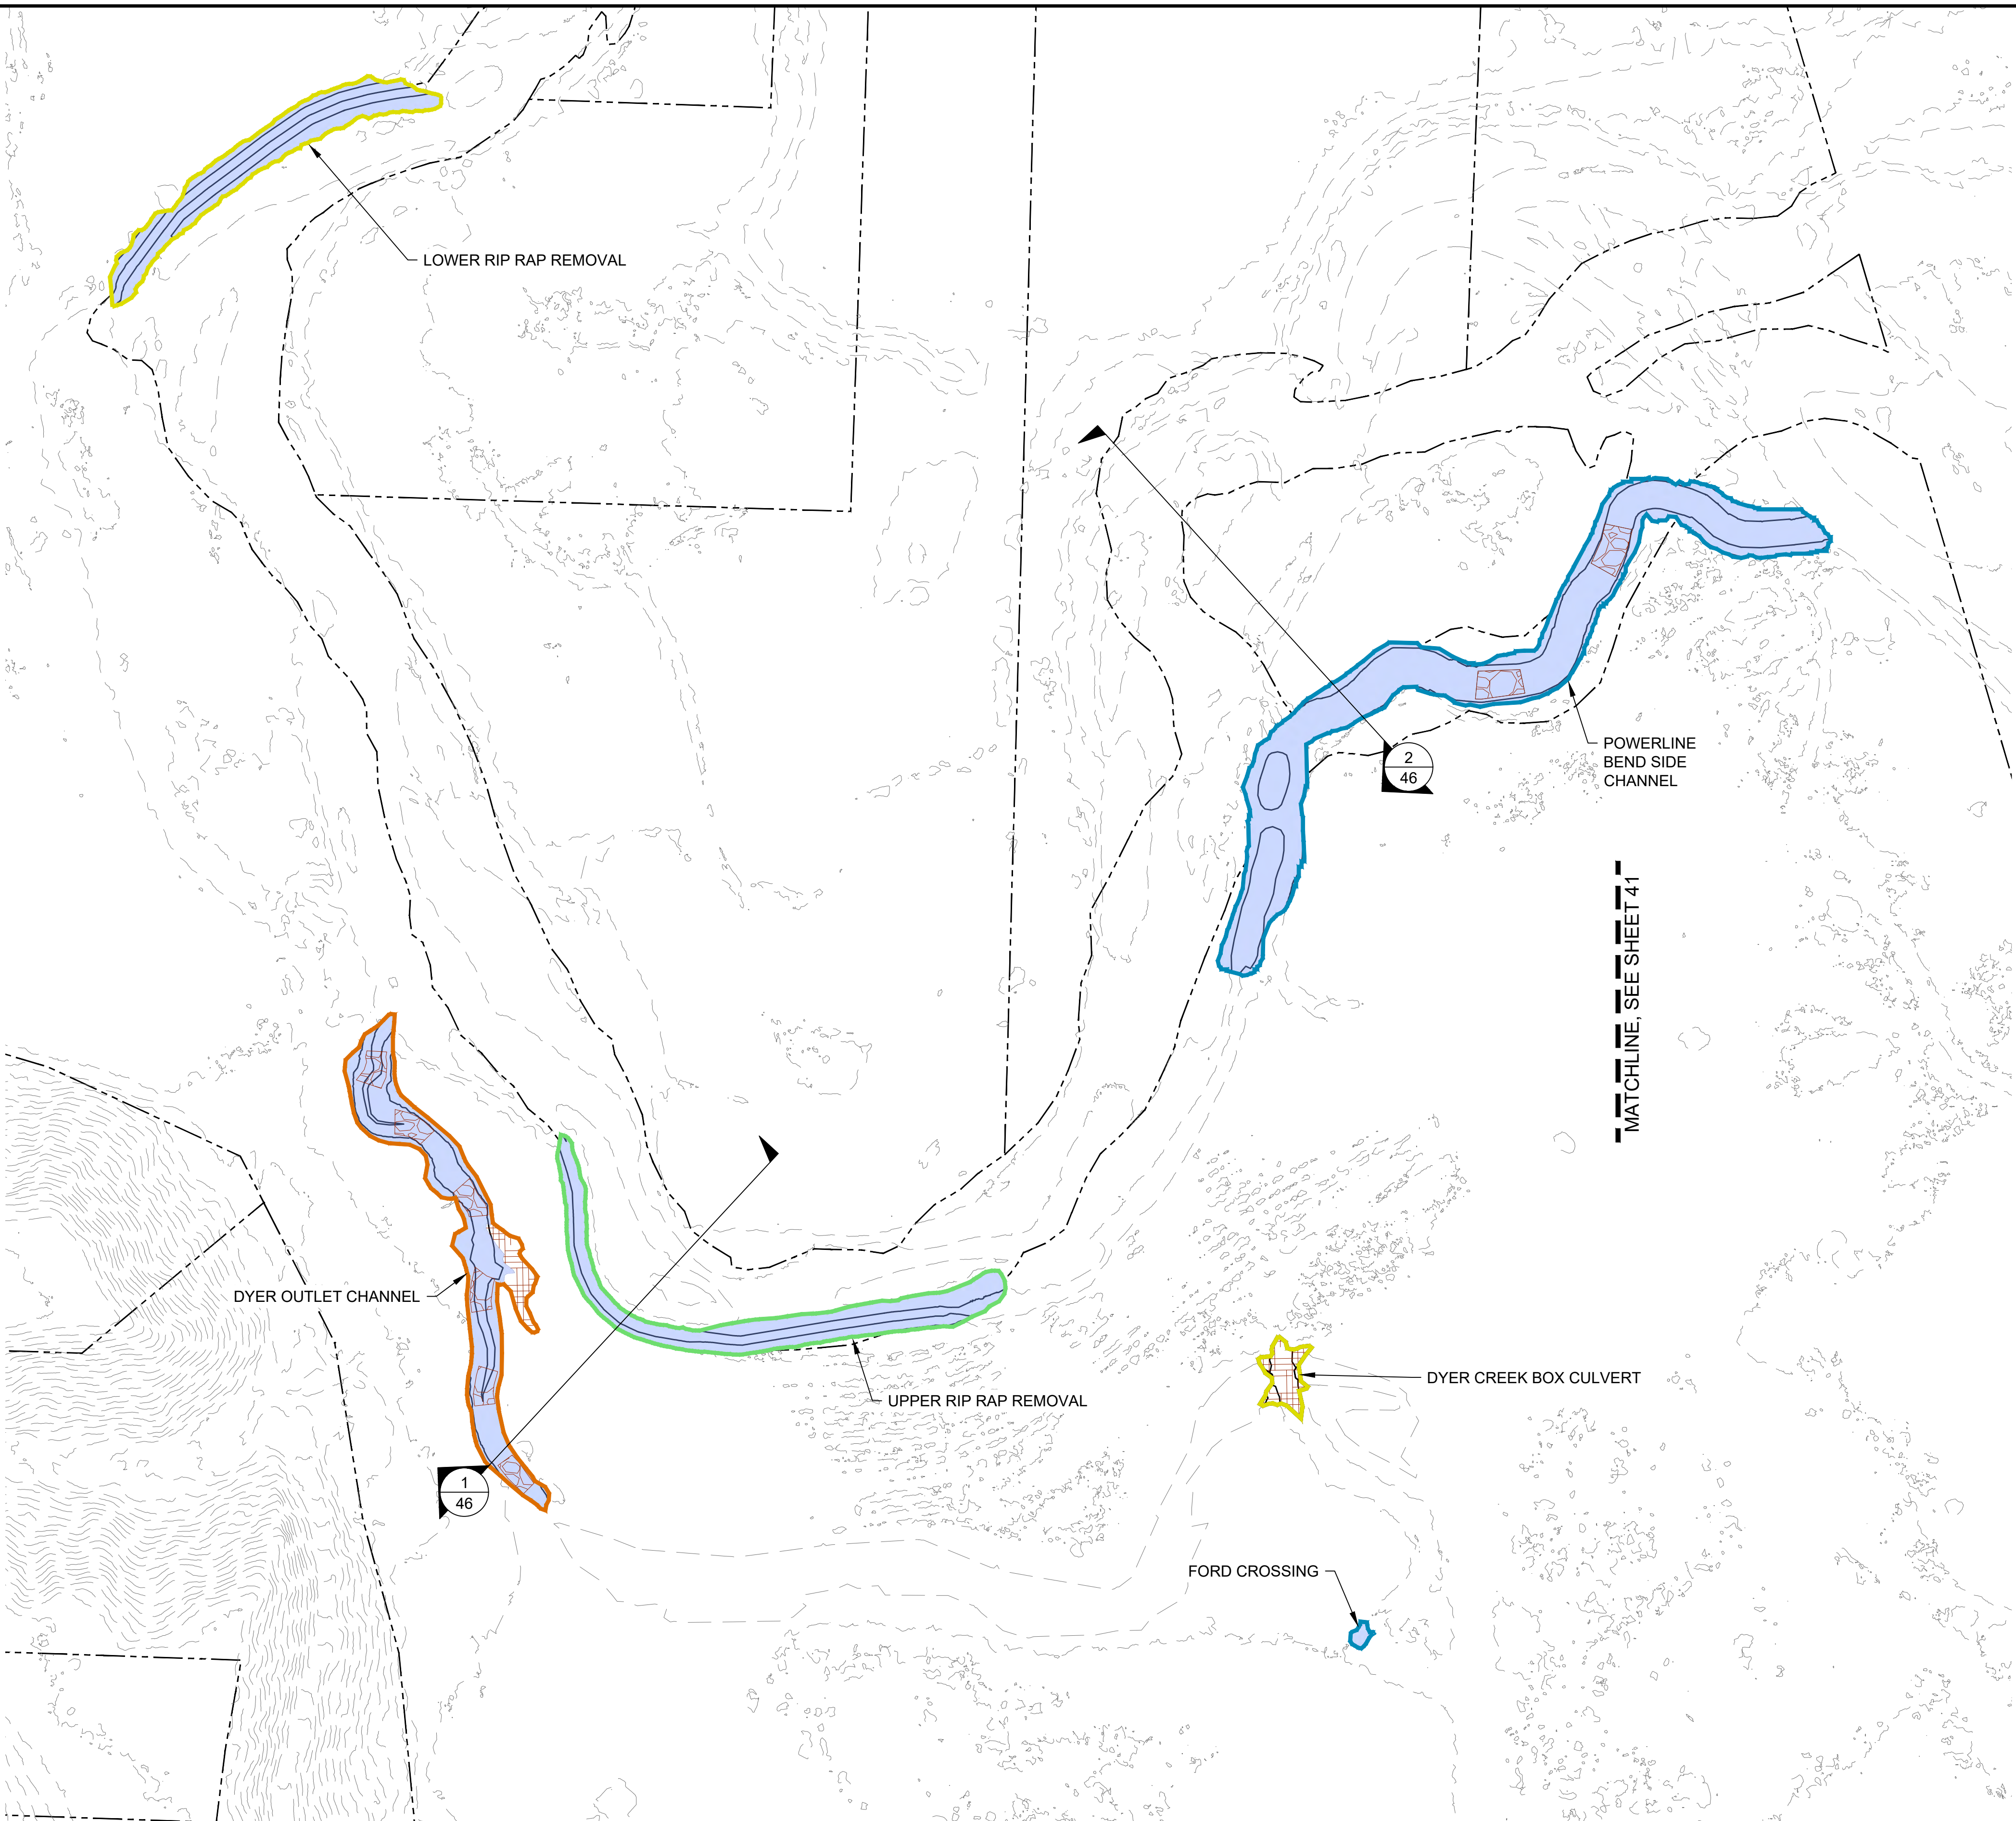 LOWER RIP RAP REMOVAL
2
46
POWERLINE
BEND SIDE
CHANNEL
MATCHLINE, SEE SHEET 41
DYER OUTLET CHANNEL
UPPER RIP RAP REMOVAL
DYER CREEK BOX CULVERT
1
46
FORD CROSSING